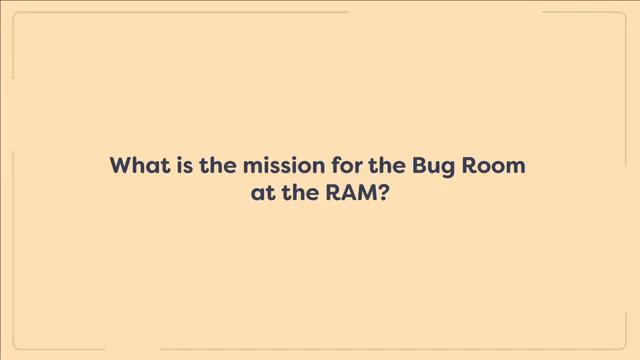 What is the mission for the Bug Room
at the RAM?